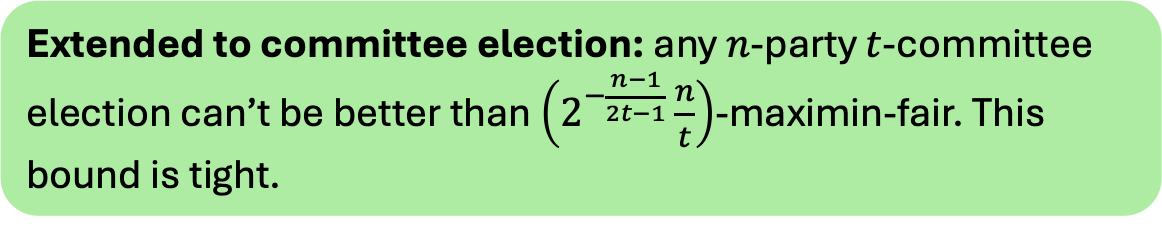 Extended to committee election: any n-party t-committee
election can't be better than (2^{-\frac{n-1}{2t-1}} \frac{n}{t})-maximin-fair. This
bound is tight.